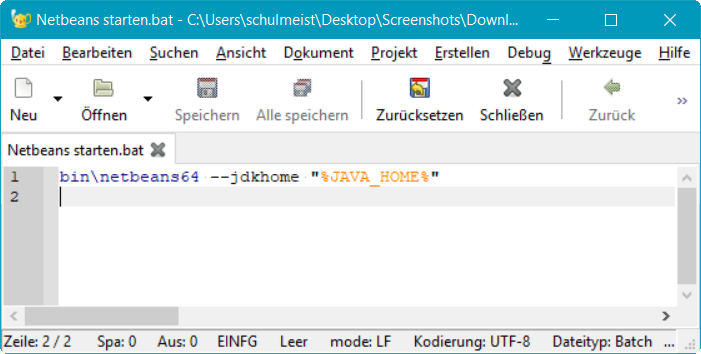 Netbeans starten.bat - C:\Users\schulmeist\Desktop\Screenshots\Downl...
Datei Bearbeiten Suchen Ansicht Dokument Projekt Erstellen Debug Werkzeuge Hilfe
Neu Öffnen Speichern Alle speichern Zurücksetzen Schließen Zurück »
Netbeans starten.bat
1 bin\netbeans64 --jdkhome "%JAVA_HOME%"
2
Zeile: 2 / 2 Spa: 0 Aus: 0 EINFG Leer mode: LF Kodierung: UTF-8 Dateityp: Batch ...